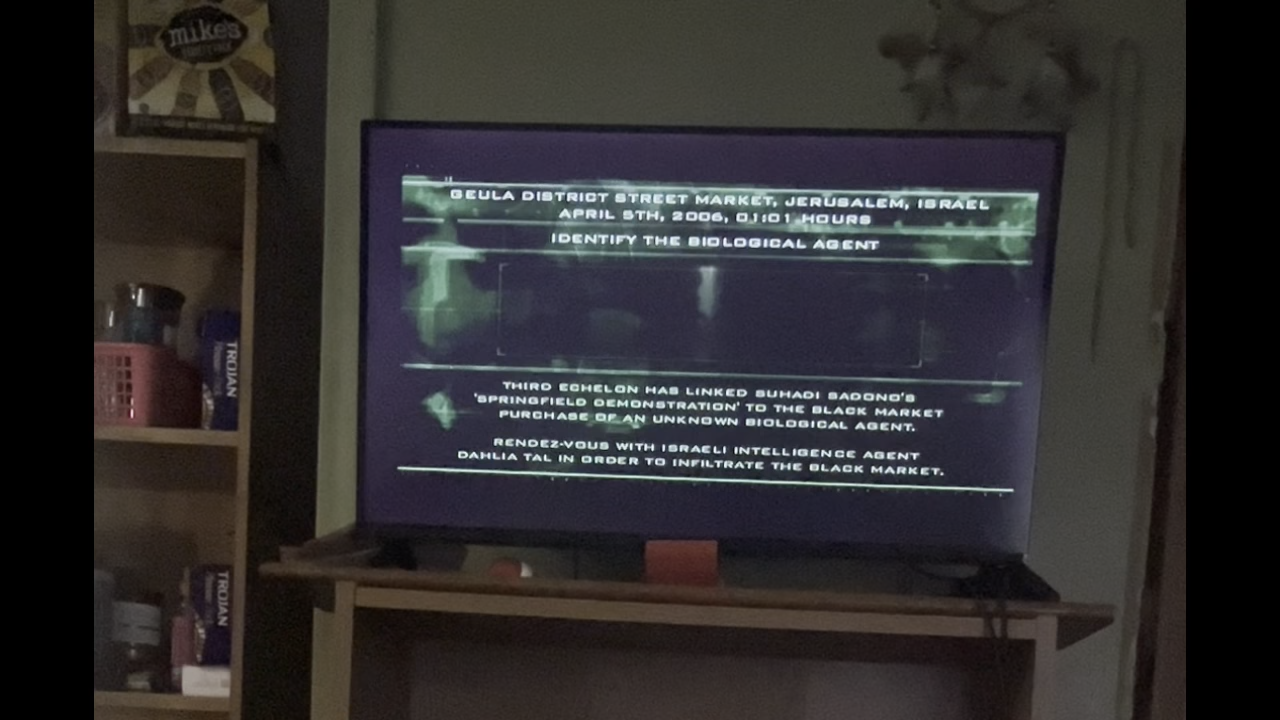 mike's
GEULA DISTRICT STREET MARKET, JERUSALEM, ISRAEL
APRIL 5TH, 2006, 01:01 HOURS
IDENTIFY THE BIOLOGICAL AGENT
THIRD ECHELON HAS LINKED SUHADI SADONO'S
'SPRINGFIELD DEMONSTRATION' TO THE BLACK MARKET
PURCHASE OF AN UNKNOWN BIOLOGICAL AGENT.
RENDEZ-VOUS WITH ISRAELI INTELLIGENCE AGENT
DAHLIA TAL IN ORDER TO INFILTRATE THE BLACK MARKET.
TROJAN
TROJAN